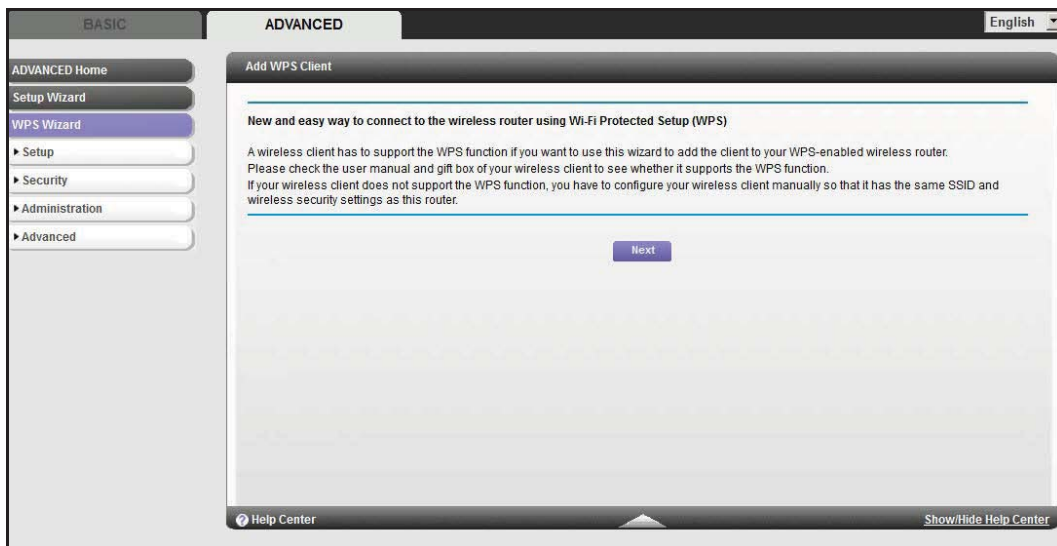 BASIC
ADVANCED
English
ADVANCED Home
Setup Wizard
WPS Wizard
Setup
Security
Administration
Advanced
Add WPS Client
New and easy way to connect to the wireless router using Wi-Fi Protected Setup (WPS)
A wireless client has to support the WPS function if you want to use this wizard to add the client to your WPS-enabled wireless router.
Please check the user manual and gift box of your wireless client to see whether it supports the WPS function.
If your wireless client does not support the WPS function, you have to configure your wireless client manually so that it has the same SSID and
wireless security settings as this router.
Next
Help Center
Show/Hide Help Center